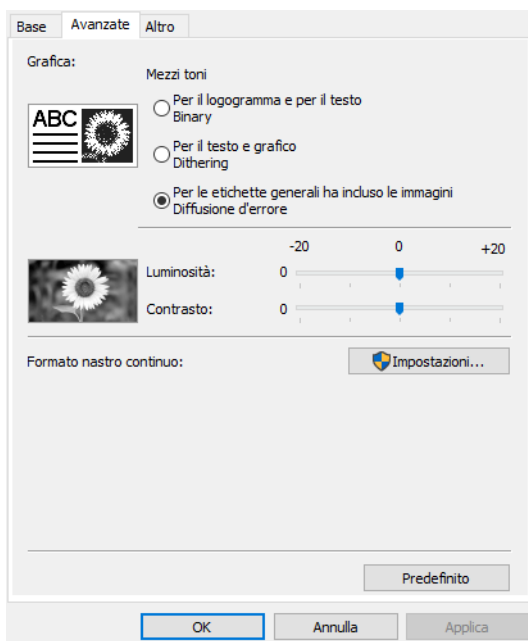 Base Avanzate Altro
Grafica:
Mezzi toni
ABC
Per il logogramma e per il testo
Binary
Per il testo e grafico
Dithering
Per le etichette generali ha incluso le immagini
Diffusione d'errore
-20 0 +20
Luminosità: 0
Contrasto: 0
Formato nastro continuo: Impostazioni...
Predefinito
OK Annulla Applica